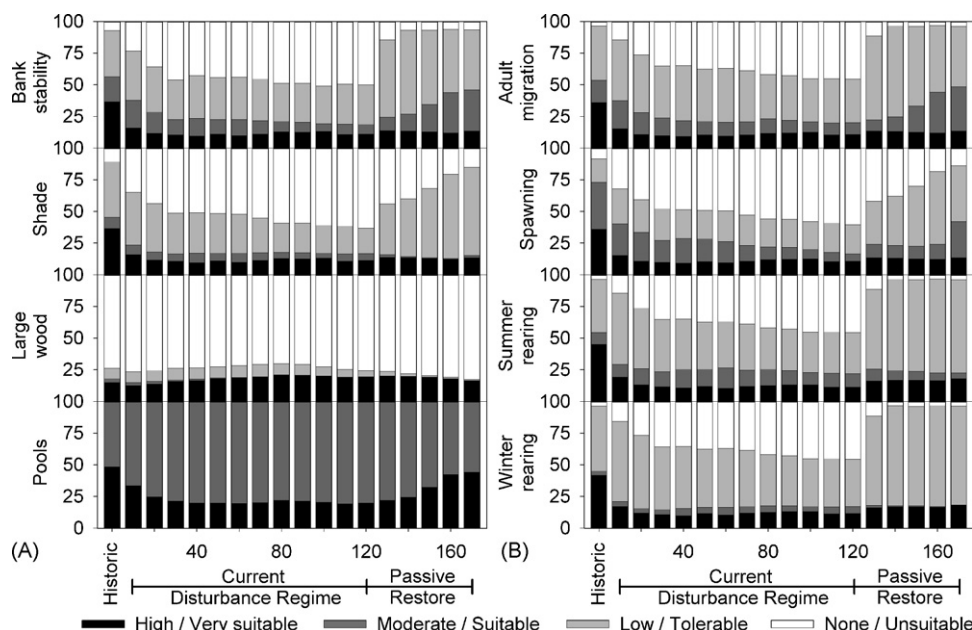 100
75
50
25
100
75
50
25
100
75
50
25
100
75
50
25
0
Bank
stability
Shade
Large
wood
Pools
(A)
Historic
40
80
120
160
Current
Disturbance Regime
Passive
Restore
100
75
50
25
100
75
50
25
100
75
50
25
100
75
50
25
0
Adult
migration
Spawning
Summer
rearing
Winter
rearing
(B)
Historic
40
80
120
160
Current
Disturbance Regime
Passive
Restore
High / Very suitable
Moderate / Suitable
Low / Tolerable
None / Unsuitable